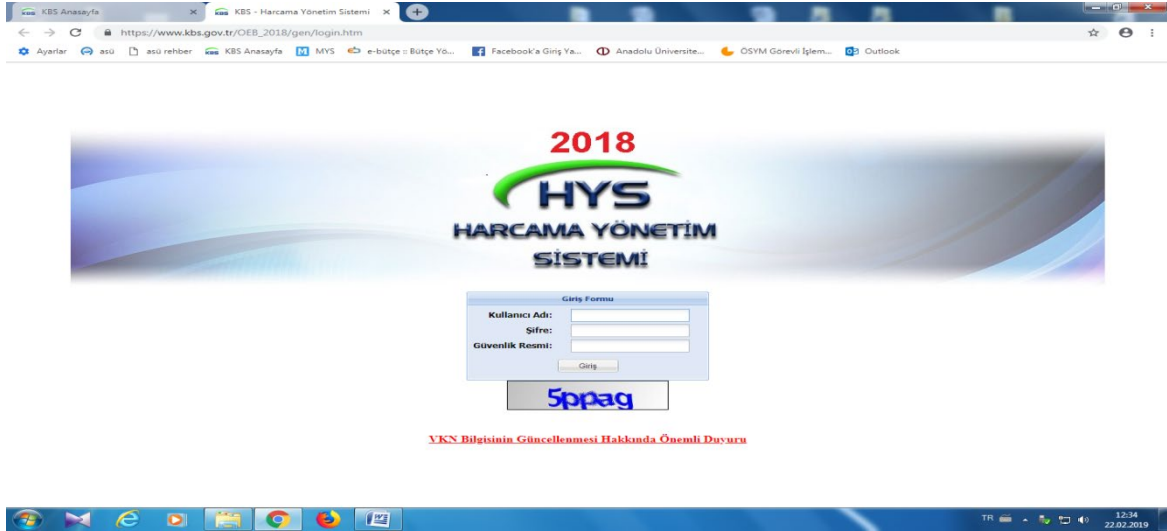 KBS Anasayfa
KBS - Harcama Yönetim Sistemi
https://www.kbs.gov.tr/OEB_2018/gen/login.htm
Ayarlar asü asü rehber KBS Anasayfa MYS e-bütçe :: Bütçe Yö... Facebook'a Giriş Ya... Anadolu Üniversite... ÖSYM Görevli İşlem... Outlook
2018
HYS
HARCAMA YÖNETİM
SİSTEMİ
Giriş Formu
Kullanıcı Adı:
Şifre:
Güvenlik Resmi:
Giriş
5ppag
VKN Bilgisinin Güncellenmesi Hakkında Önemli Duyuru
TR
12:34
22.02.2019